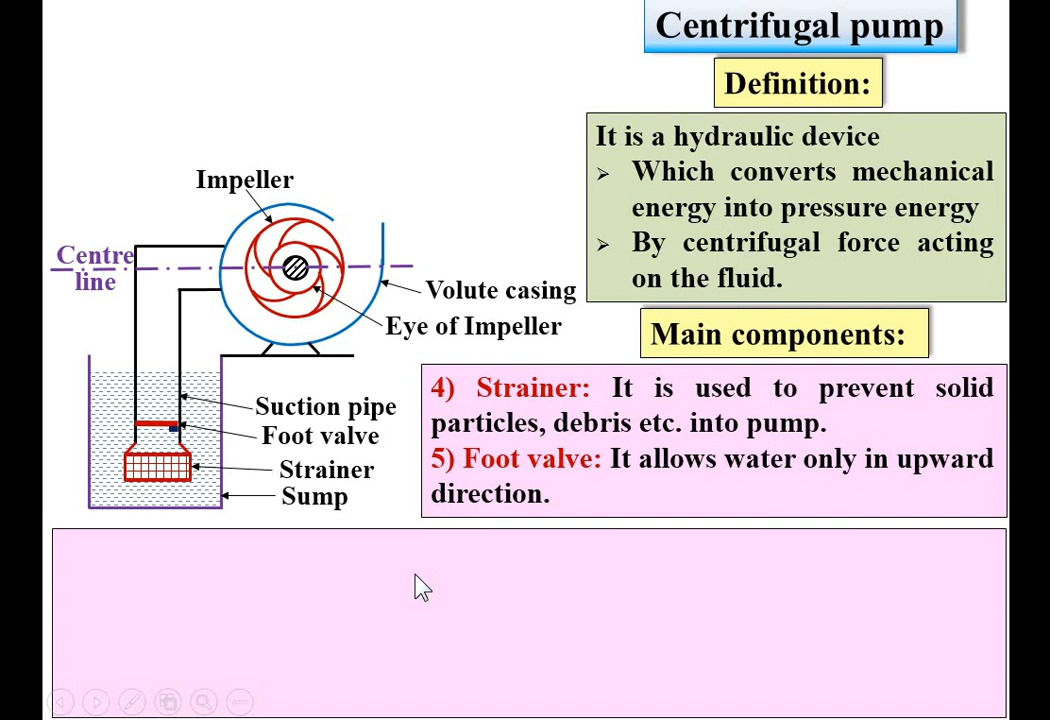 Centrifugal pump
Definition:
It is a hydraulic device
➢ Which converts mechanical
energy into pressure energy
➢ By centrifugal force acting
on the fluid.
Impeller
Centre
line
Volute casing
Eye of Impeller
Main components:
4) Strainer: It is used to prevent solid
particles, debris etc. into pump.
5) Foot valve: It allows water only in upward
direction.
Suction pipe
Foot valve
Strainer
Sump